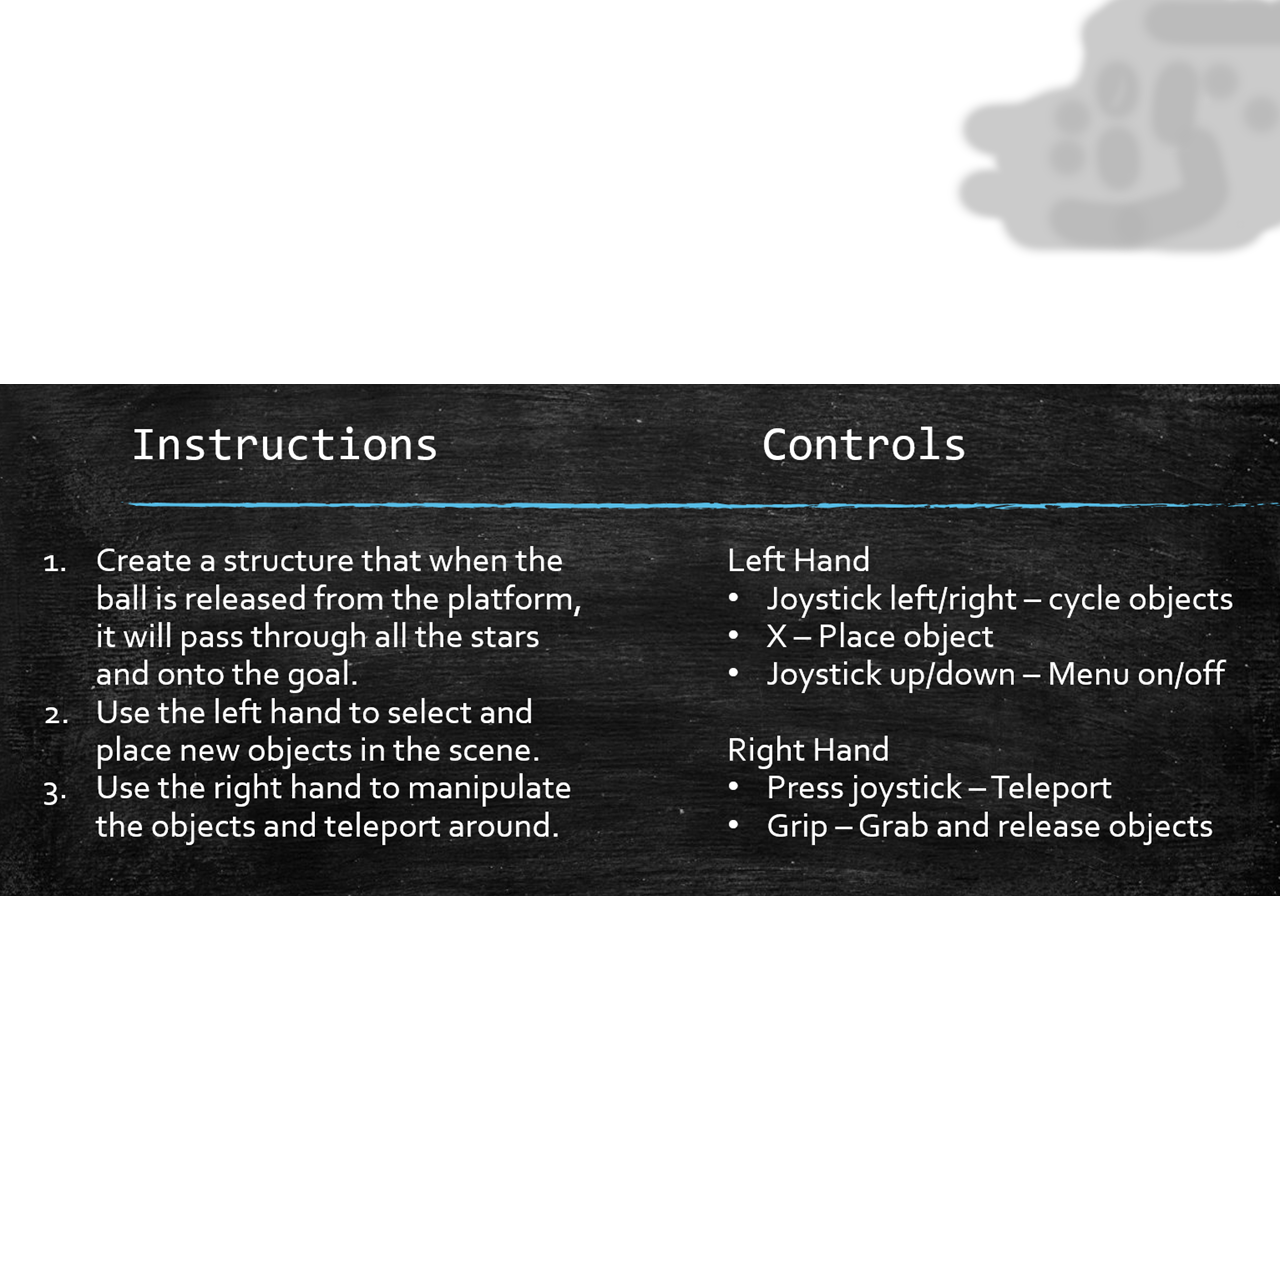 Instructions
1. Create a structure that when the
ball is released from the platform,
it will pass through all the stars
and onto the goal.
2. Use the left hand to select and
place new objects in the scene.
3. Use the right hand to manipulate
the objects and teleport around.
Controls
Left Hand
• Joystick left/right – cycle objects
• X – Place object
• Joystick up/down – Menu on/off
Right Hand
• Press joystick – Teleport
• Grip – Grab and release objects